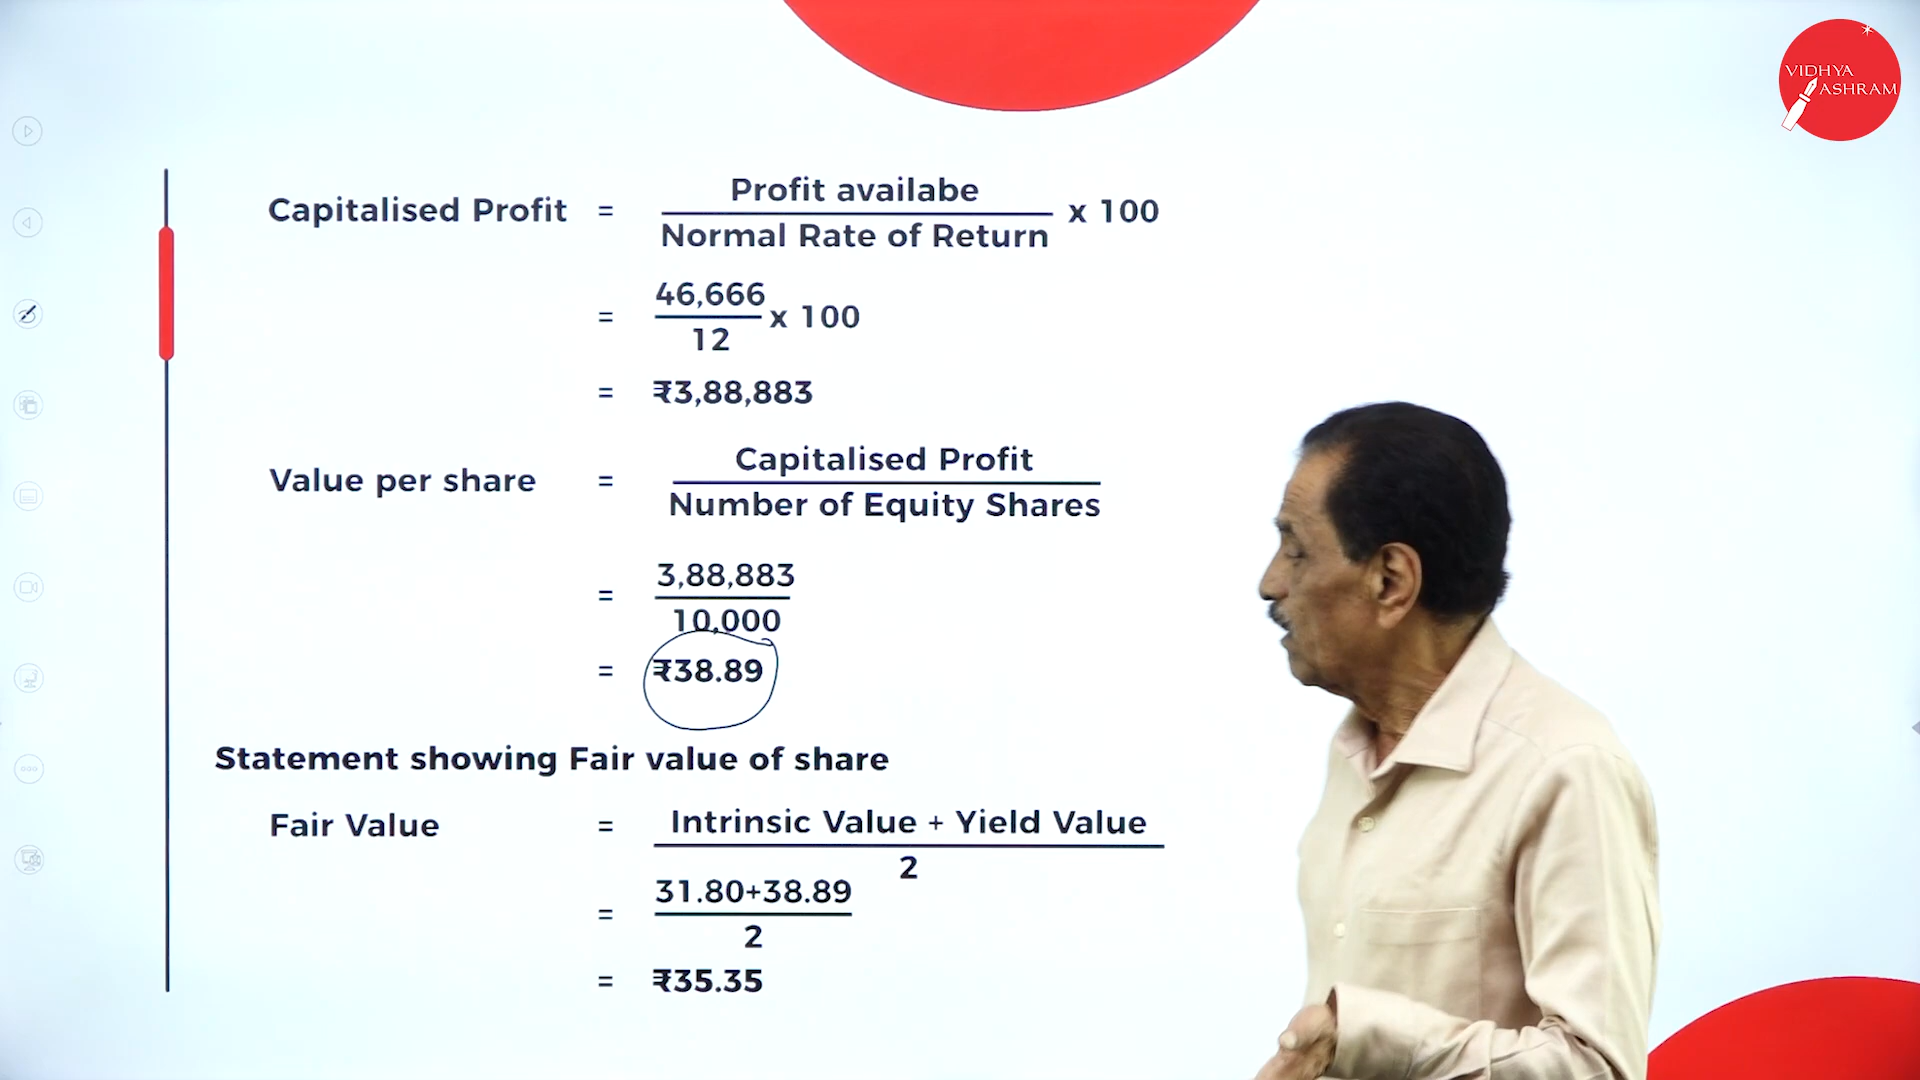 VIDHYA
ASHRAM
Capitalised Profit = Profit availabe / Normal Rate of Return x 100
= 46,666 / 12 x 100
= ₹3,88,883
Value per share = Capitalised Profit / Number of Equity Shares
= 3,88,883 / 10,000
= ₹38.89
Statement showing Fair value of share
Fair Value = Intrinsic Value + Yield Value / 2
= 31.80+38.89 / 2
= ₹35.35